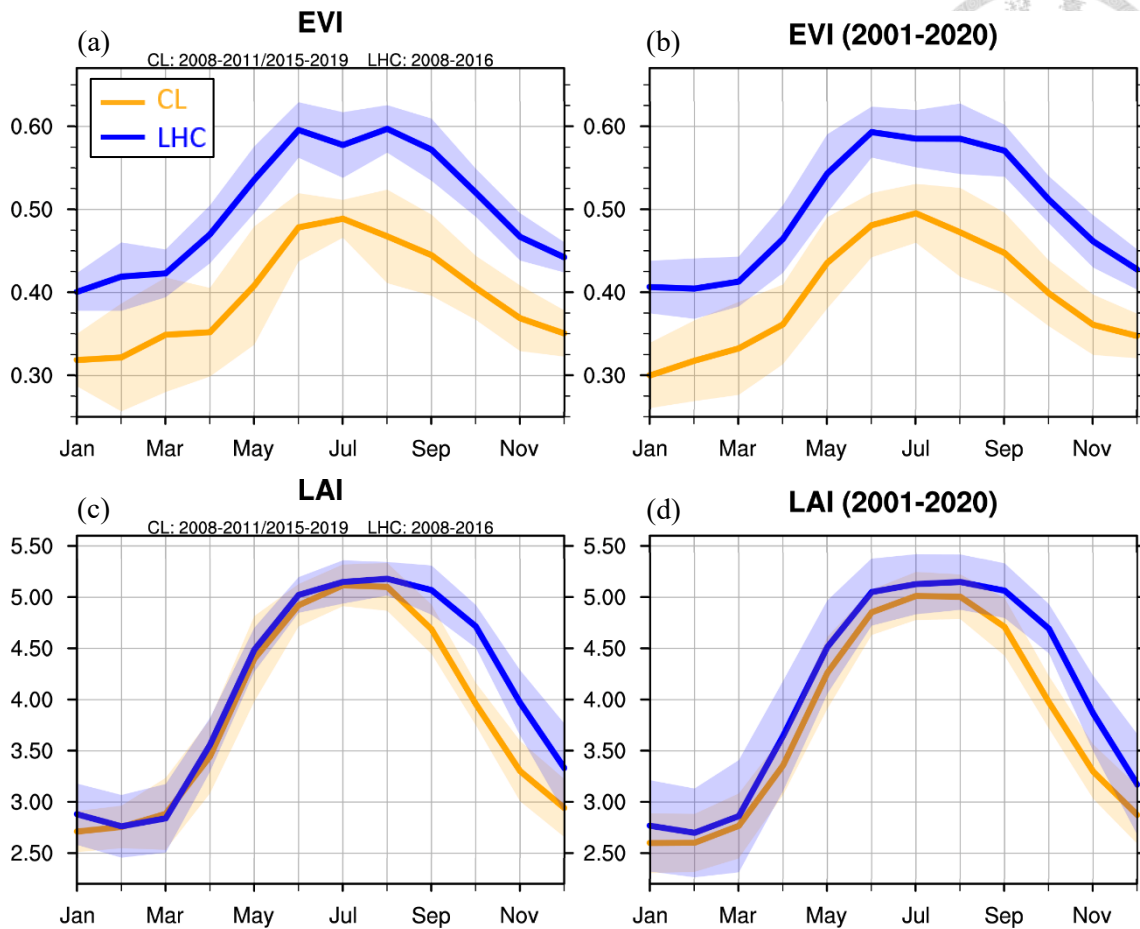 (a) EVI
CL: 2008-2011/2015-2019 LHC: 2008-2016
CL
LHC
0.60
0.50
0.40
0.30
Jan Mar May Jul Sep Nov
(b) EVI (2001-2020)
0.60
0.50
0.40
0.30
Jan Mar May Jul Sep Nov
(c) LAI
CL: 2008-2011/2015-2019 LHC: 2008-2016
5.50
5.00
4.50
4.00
3.50
3.00
2.50
Jan Mar May Jul Sep Nov
(d) LAI (2001-2020)
5.50
5.00
4.50
4.00
3.50
3.00
2.50
Jan Mar May Jul Sep Nov